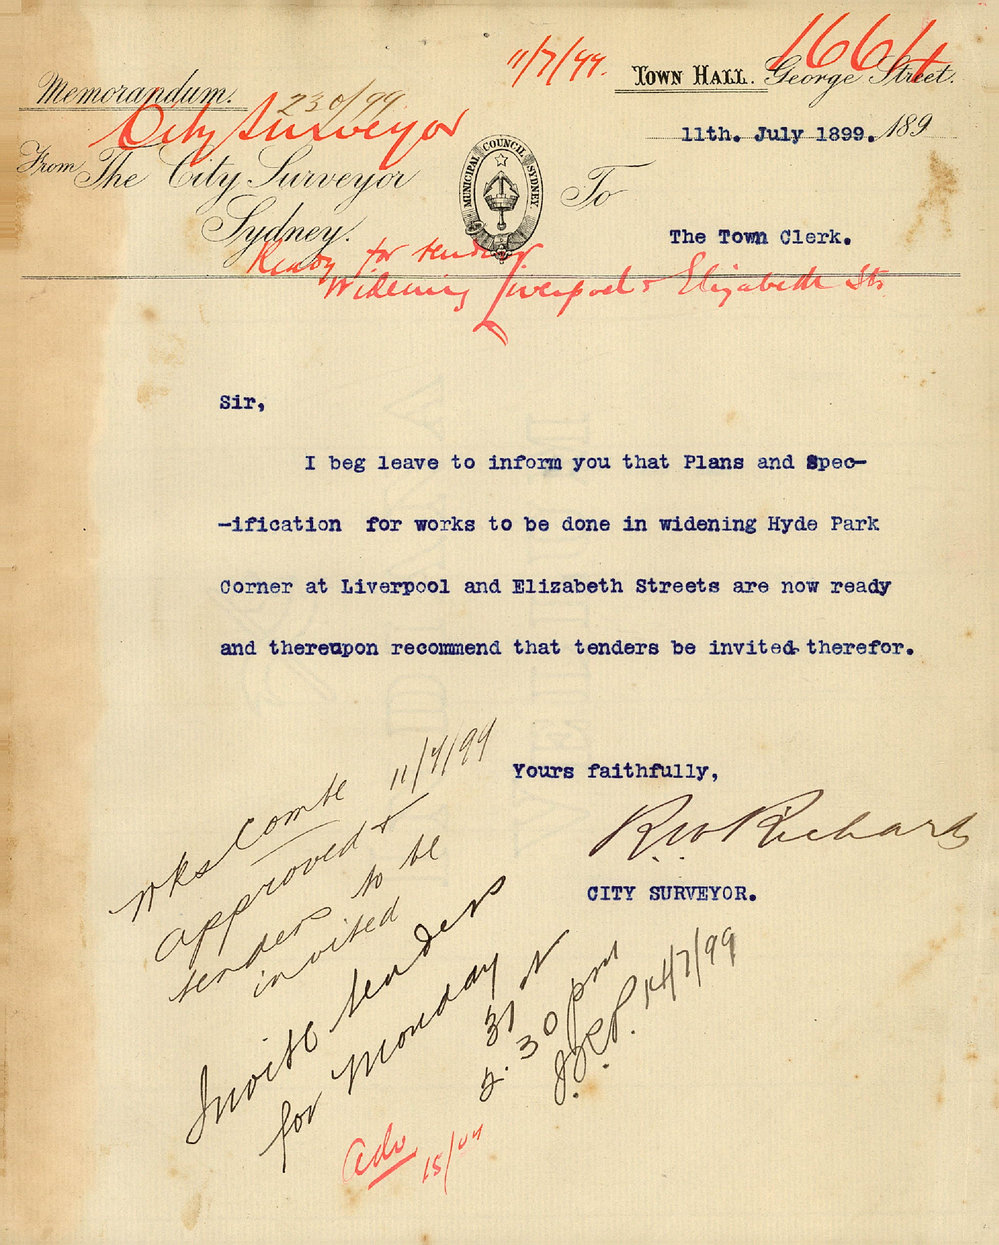 11/7/99. 1664
Town Hall. George Street.
Memorandum. 230/99.
City Surveyor
11th. July 1899. 189
From The City Surveyor
Sydney.
MUNICIPAL COUNCIL SYDNEY.
To
The Town Clerk.
Ready for tender
Widening Liverpool & Elizabeth Sts
Sir,
I beg leave to inform you that Plans and Spec-
-ification for works to be done in widening Hyde Park
Corner at Liverpool and Elizabeth Streets are now ready
and thereupon recommend that tenders be invited therefor.
Yours faithfully,
R.W. Richards
CITY SURVEYOR.
Wks Comte 11/7/99
approved &
tenders to be
invited
Invite tenders
for Monday
31
2.30 pm
14/7/99
Adv
15/